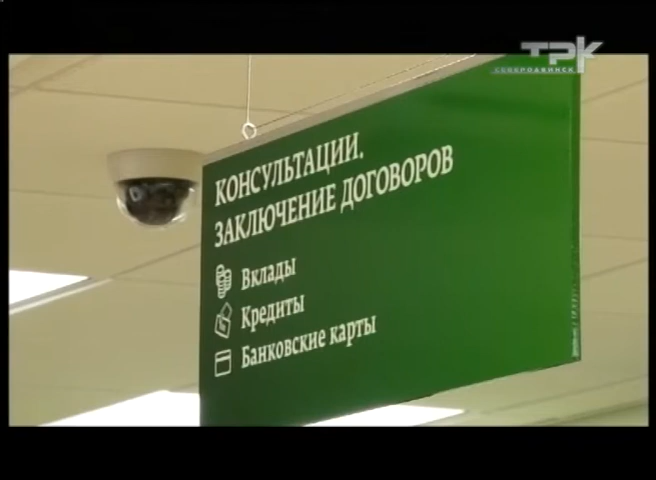 ТРК
СЕВЕРОДВИНСК
КОНСУЛЬТАЦИИ.
ЗАКЛЮЧЕНИЕ ДОГОВОРОВ
Вклады
Кредиты
Банковские карты